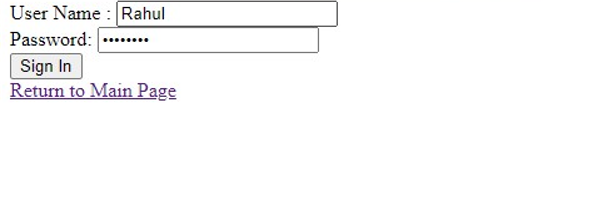 User Name : Rahul
Password: ••••••••
Sign In
Return to Main Page